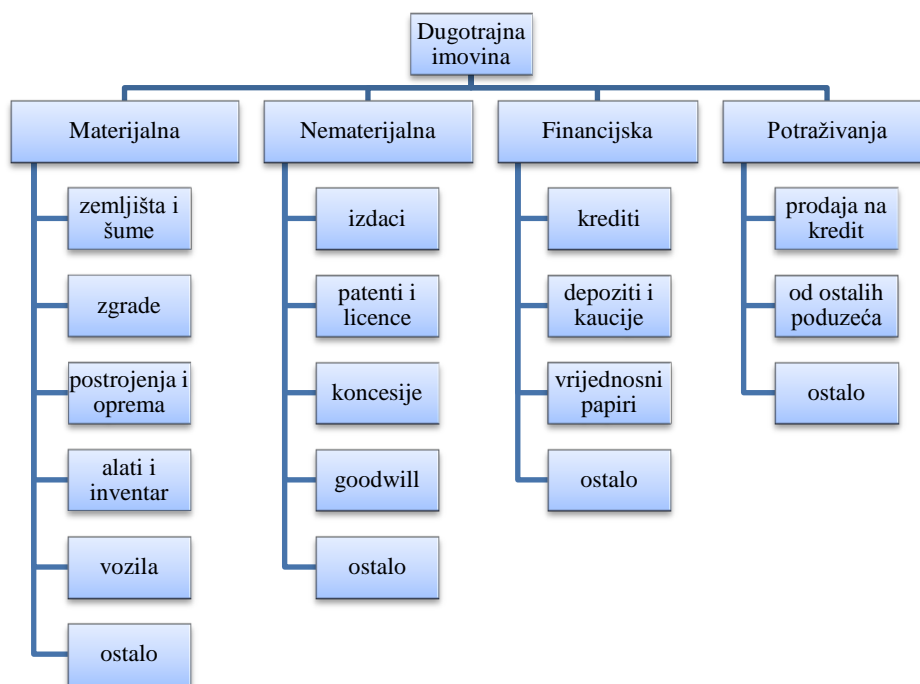 Dugotrajna
imovina
Materijalna
zemljišta i
šume
zgrade
postrojenja i
oprema
alati i
inventar
vozila
ostalo
Nematerijalna
izdaci
patenti i
licence
koncesije
goodwill
ostalo
Financijska
krediti
depoziti i
kaucije
vrijednosni
papiri
ostalo
Potraživanja
prodaja na
kredit
od ostalih
poduzeća
ostalo